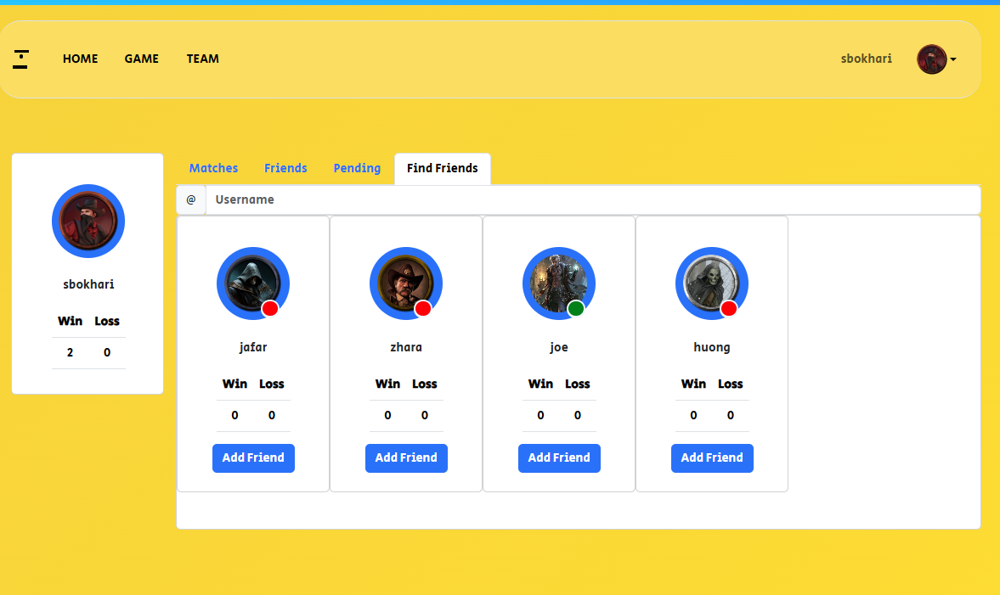 HOME GAME TEAM sbokhari
Matches Friends Pending Find Friends
@ Username
sbokhari
Win Loss
2 0
jafar
Win Loss
0 0
Add Friend
zhara
Win Loss
0 0
Add Friend
joe
Win Loss
0 0
Add Friend
huong
Win Loss
0 0
Add Friend